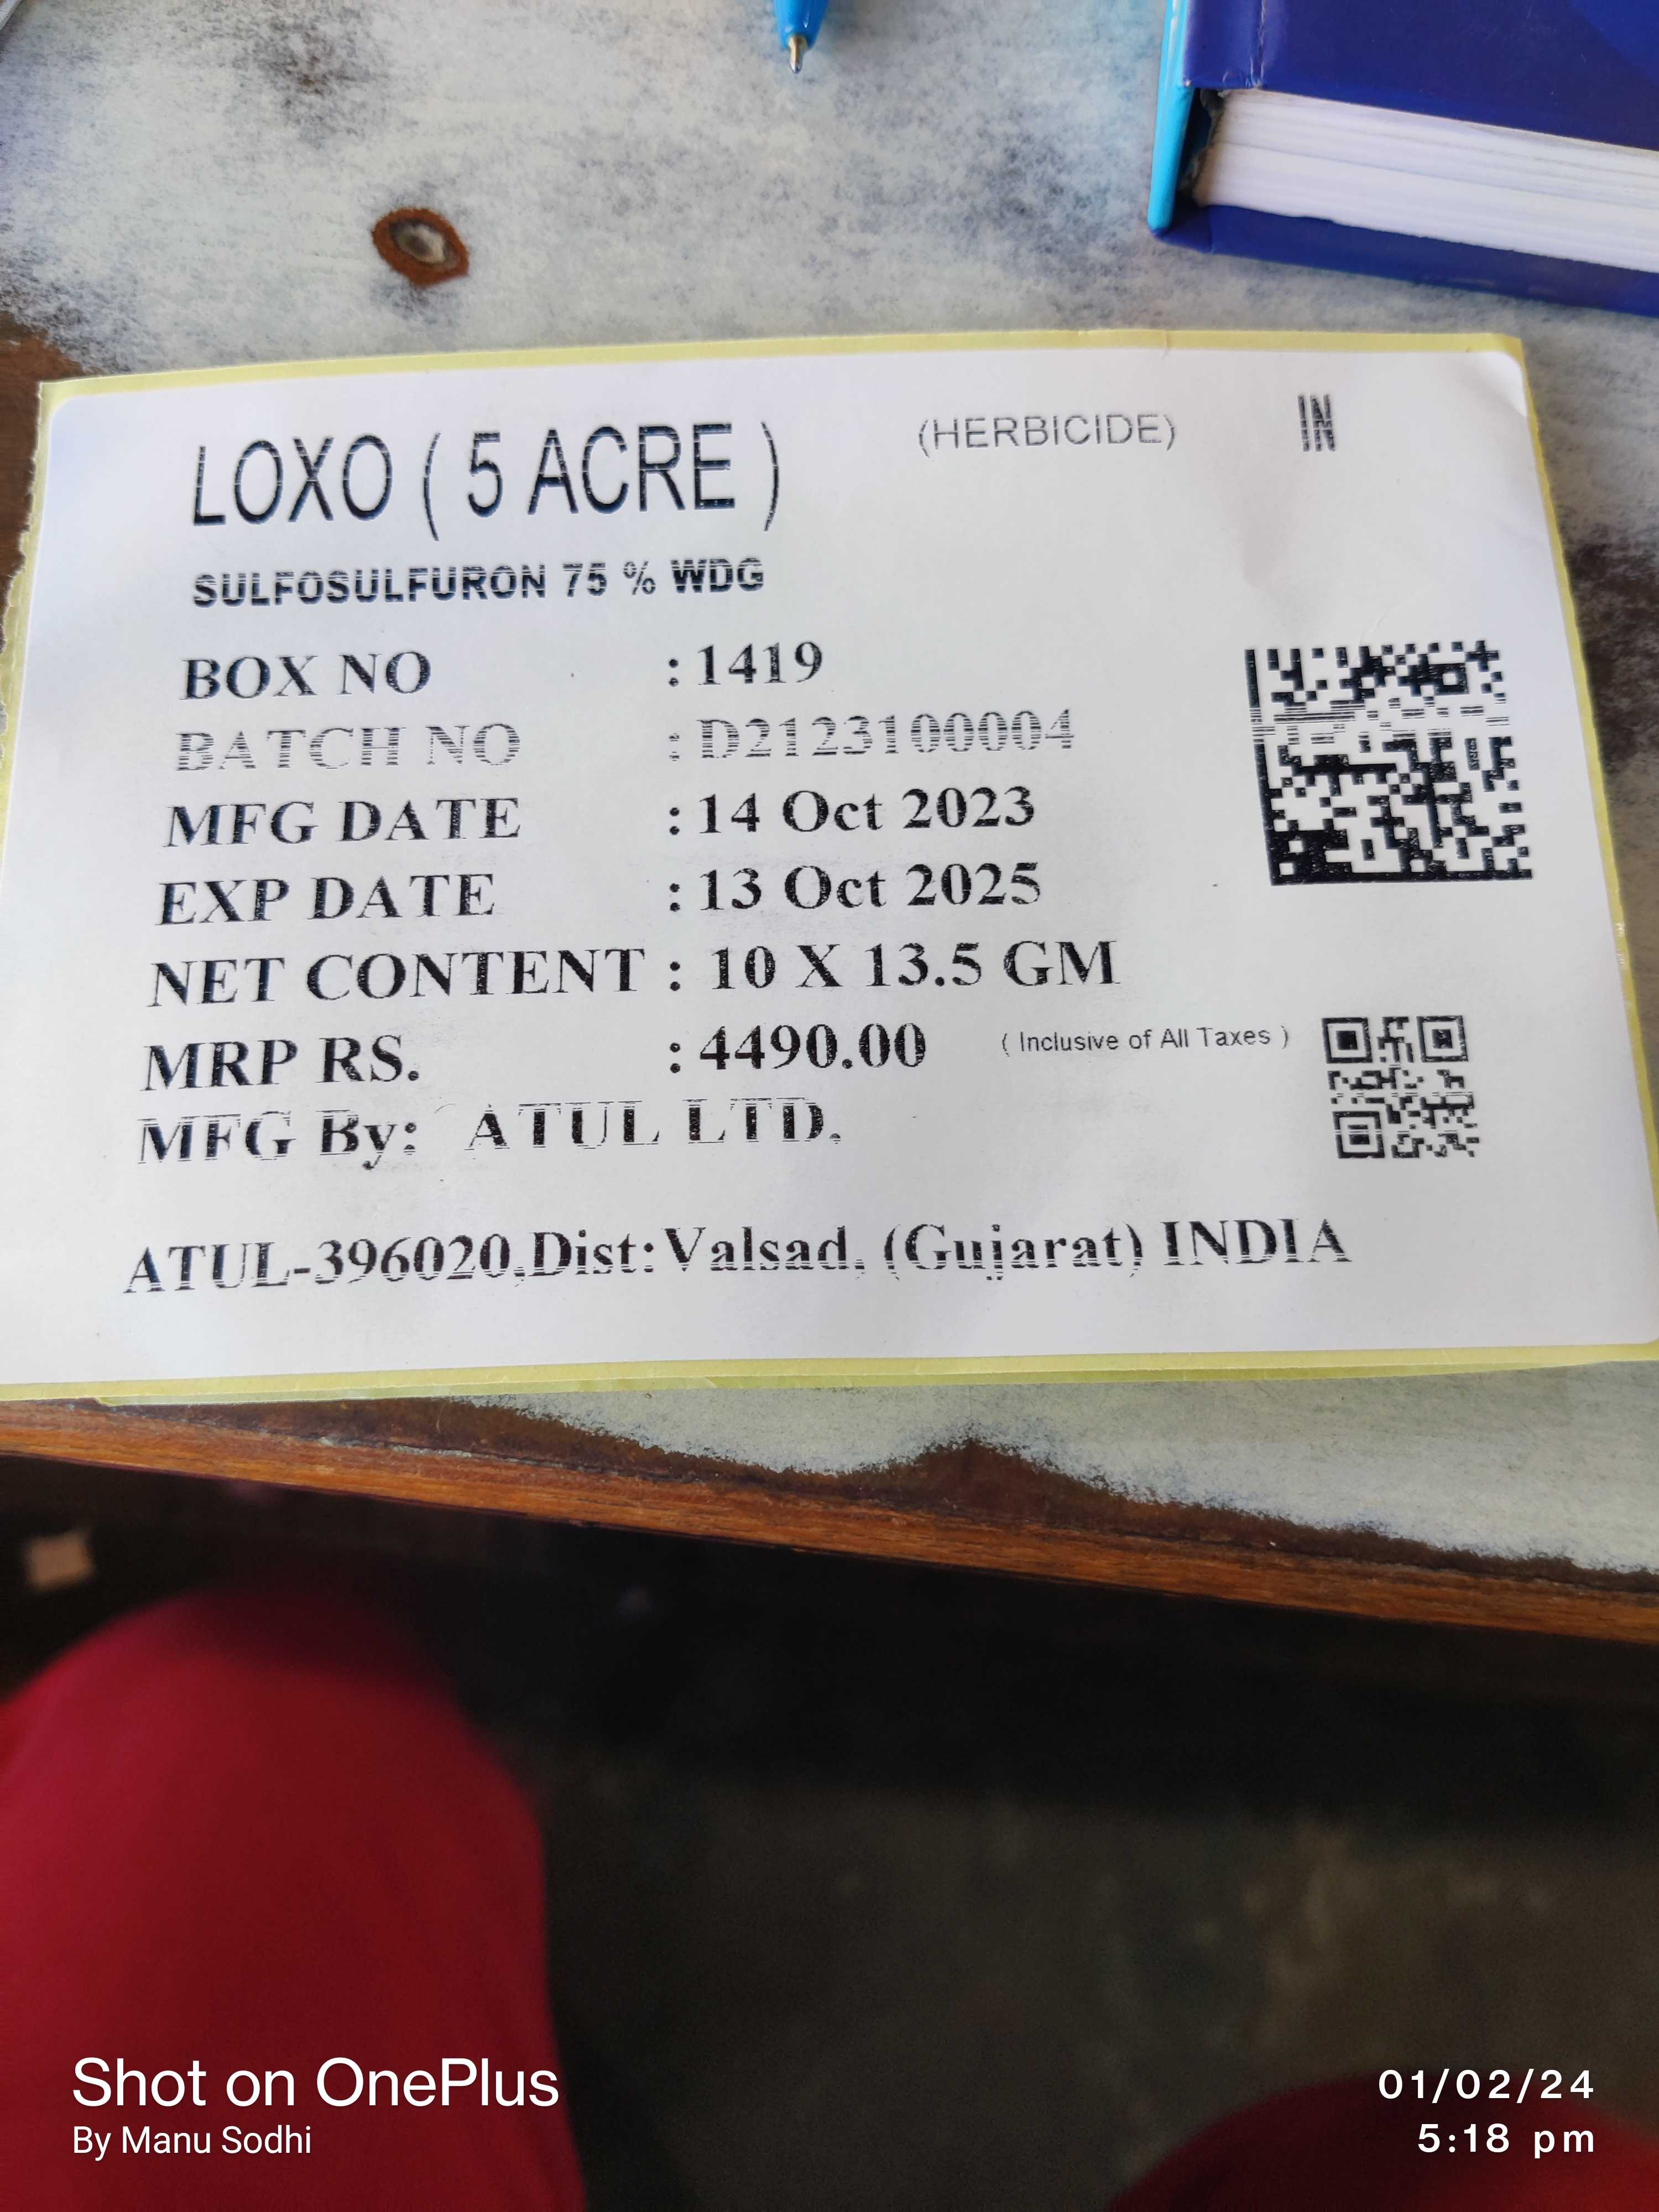 LOXO ( 5 ACRE ) (HERBICIDE) IN
SULFOSULFURON 75 % WDG
BOX NO : 1419
BATCH NO : D2123100004
MFG DATE : 14 Oct 2023
EXP DATE : 13 Oct 2025
NET CONTENT : 10 X 13.5 GM
MRP RS. : 4490.00 ( Inclusive of All Taxes )
MFG By: ATUL LTD.
ATUL-396020,Dist:Valsad, (Gujarat) INDIA
Shot on OnePlus
By Manu Sodhi
01/02/24
5:18 pm